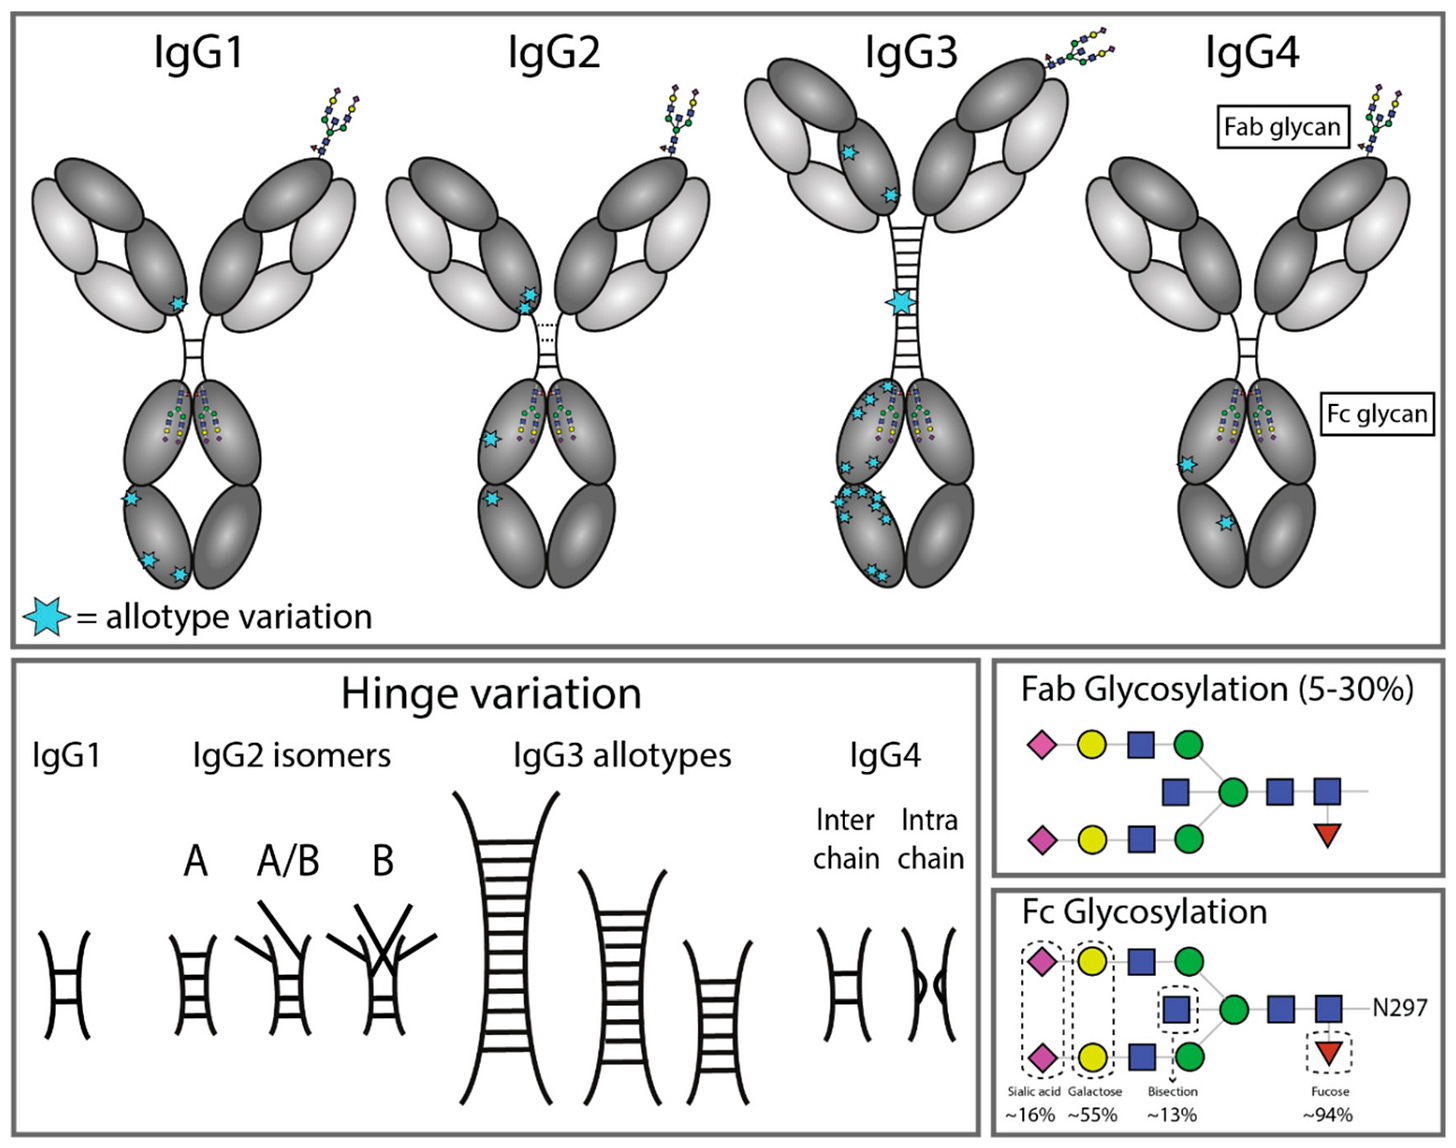 IgG1
IgG2
IgG3
IgG4
Fab glycan
Fc glycan
= allotype variation
Hinge variation
IgG1
IgG2 isomers
IgG3 allotypes
IgG4
A
A/B
B
Inter
chain
Intra
chain
Fab Glycosylation (5-30%)
Fc Glycosylation
N297
Sialic acid
Galactose
Bisection
Fucose
~16%
~55%
~13%
~94%